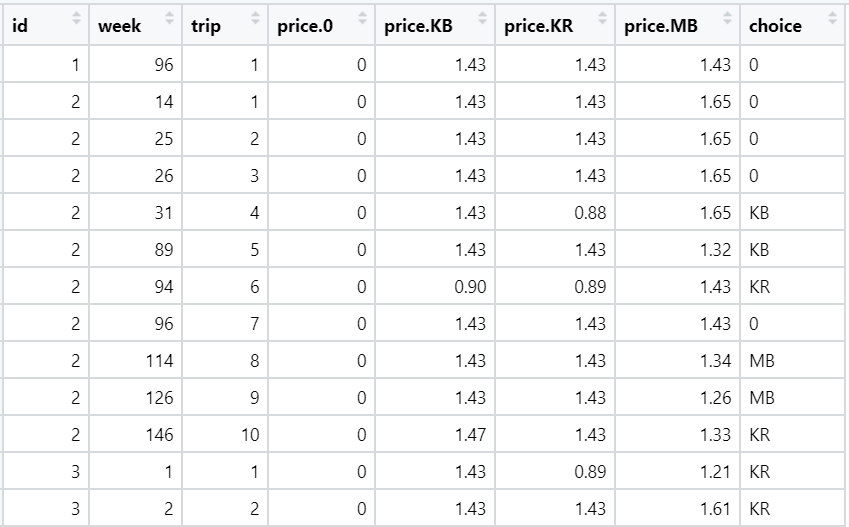 id week trip price.0 price.KB price.KR price.MB choice
1 96 1 0 1.43 1.43 1.43 0
2 14 1 0 1.43 1.43 1.65 0
2 25 2 0 1.43 1.43 1.65 0
2 26 3 0 1.43 1.43 1.65 0
2 31 4 0 1.43 0.88 1.65 KB
2 89 5 0 1.43 1.43 1.32 KB
2 94 6 0 0.90 0.89 1.43 KR
2 96 7 0 1.43 1.43 1.43 0
2 114 8 0 1.43 1.43 1.34 MB
2 126 9 0 1.43 1.43 1.26 MB
2 146 10 0 1.47 1.43 1.33 KR
3 1 1 0 1.43 0.89 1.21 KR
3 2 2 0 1.43 1.43 1.61 KR